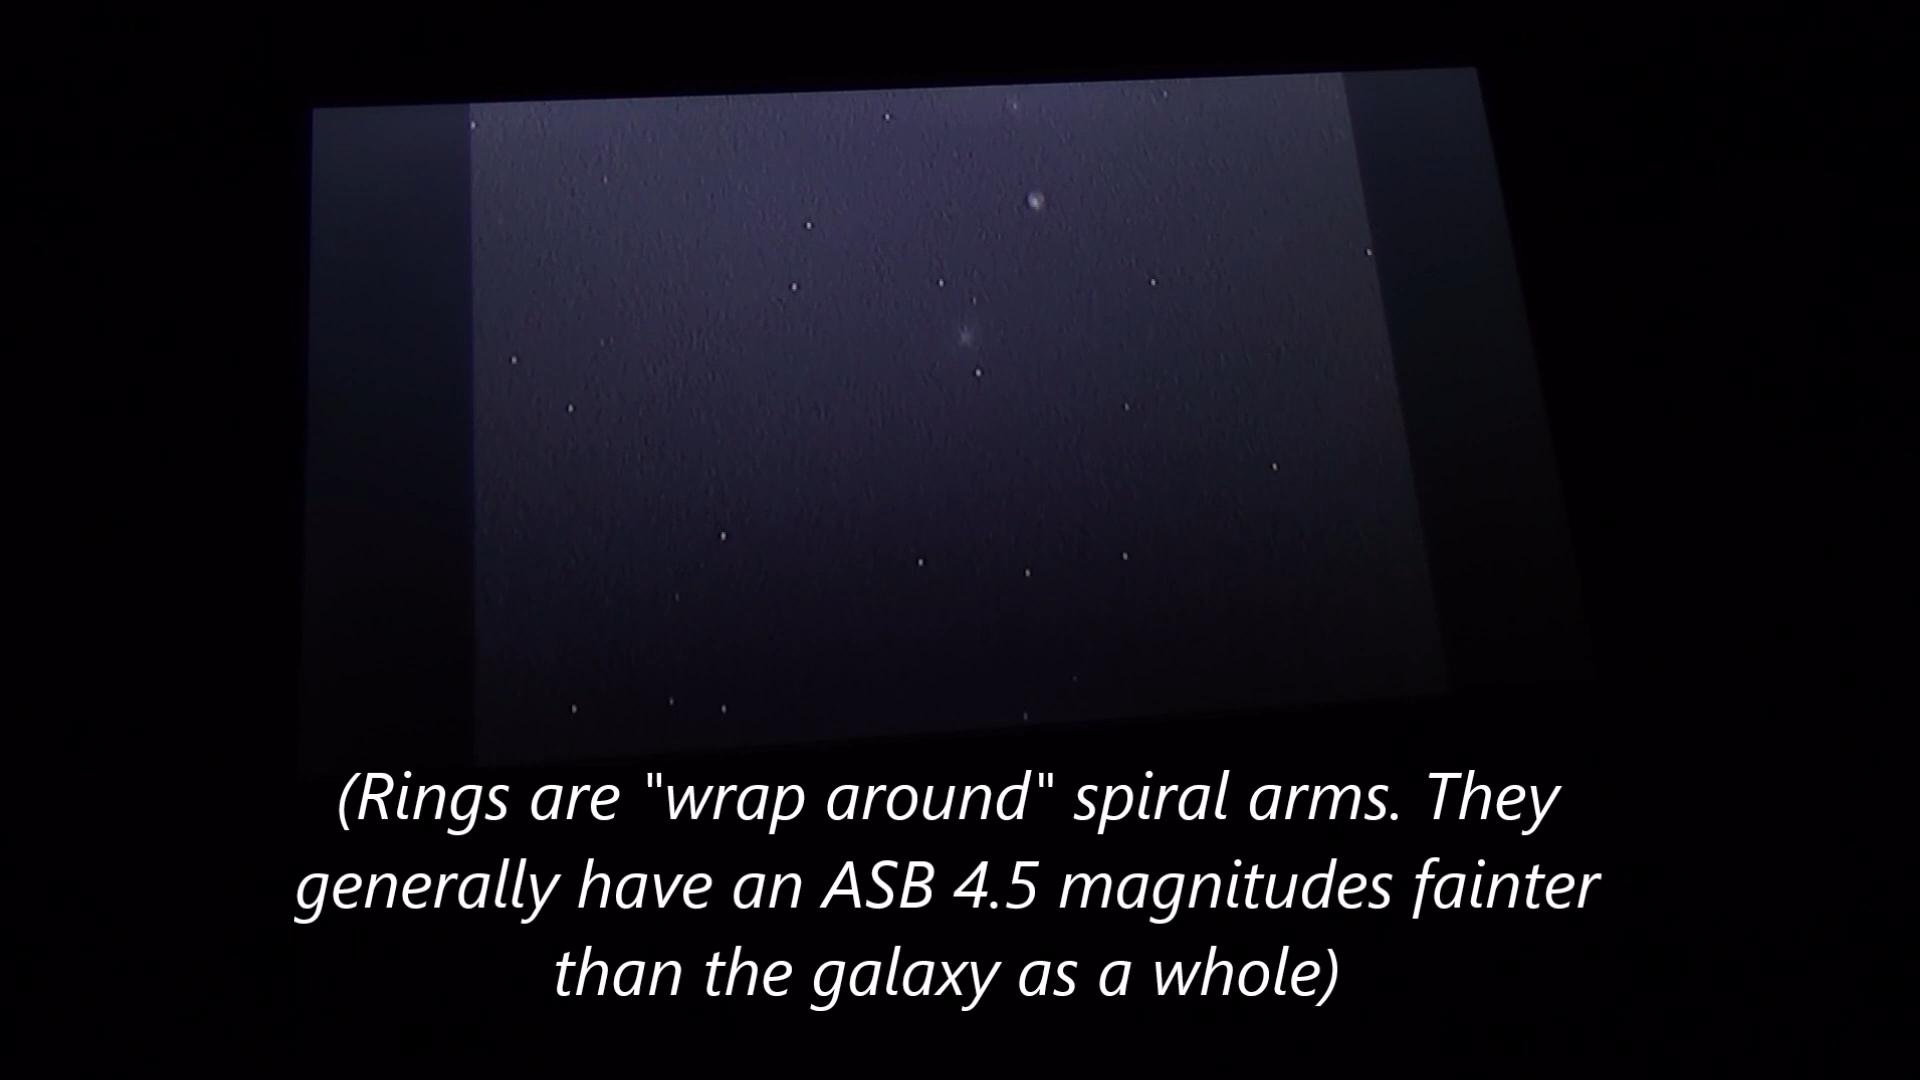 (Rings are "wrap around" spiral arms. They
generally have an ASB 4.5 magnitudes fainter
than the galaxy as a whole)